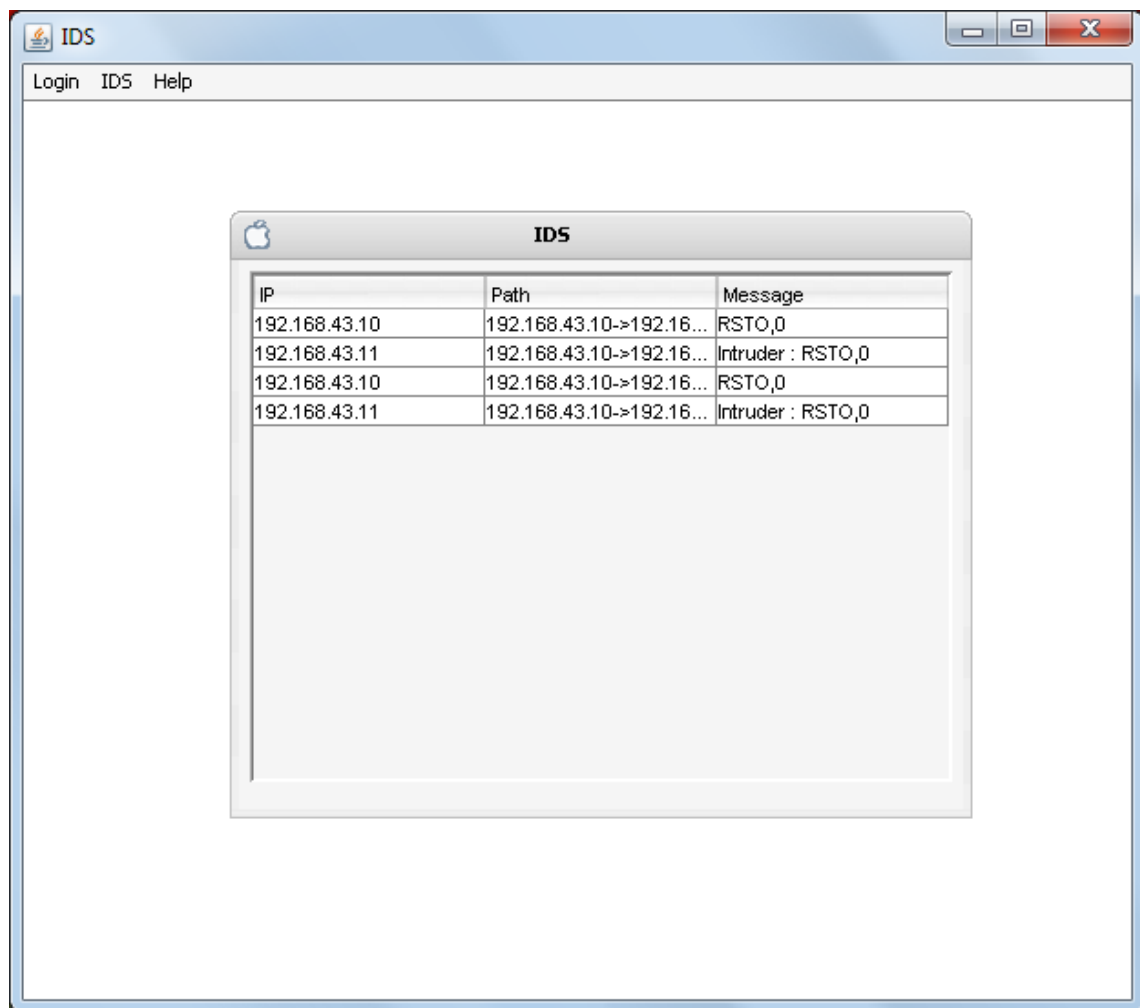 IDS
Login IDS Help
IDS
IP Path Message
192.168.43.10 192.168.43.10->192.16... RSTO,0
192.168.43.11 192.168.43.10->192.16... Intruder : RSTO,0
192.168.43.10 192.168.43.10->192.16... RSTO,0
192.168.43.11 192.168.43.10->192.16... Intruder : RSTO,0